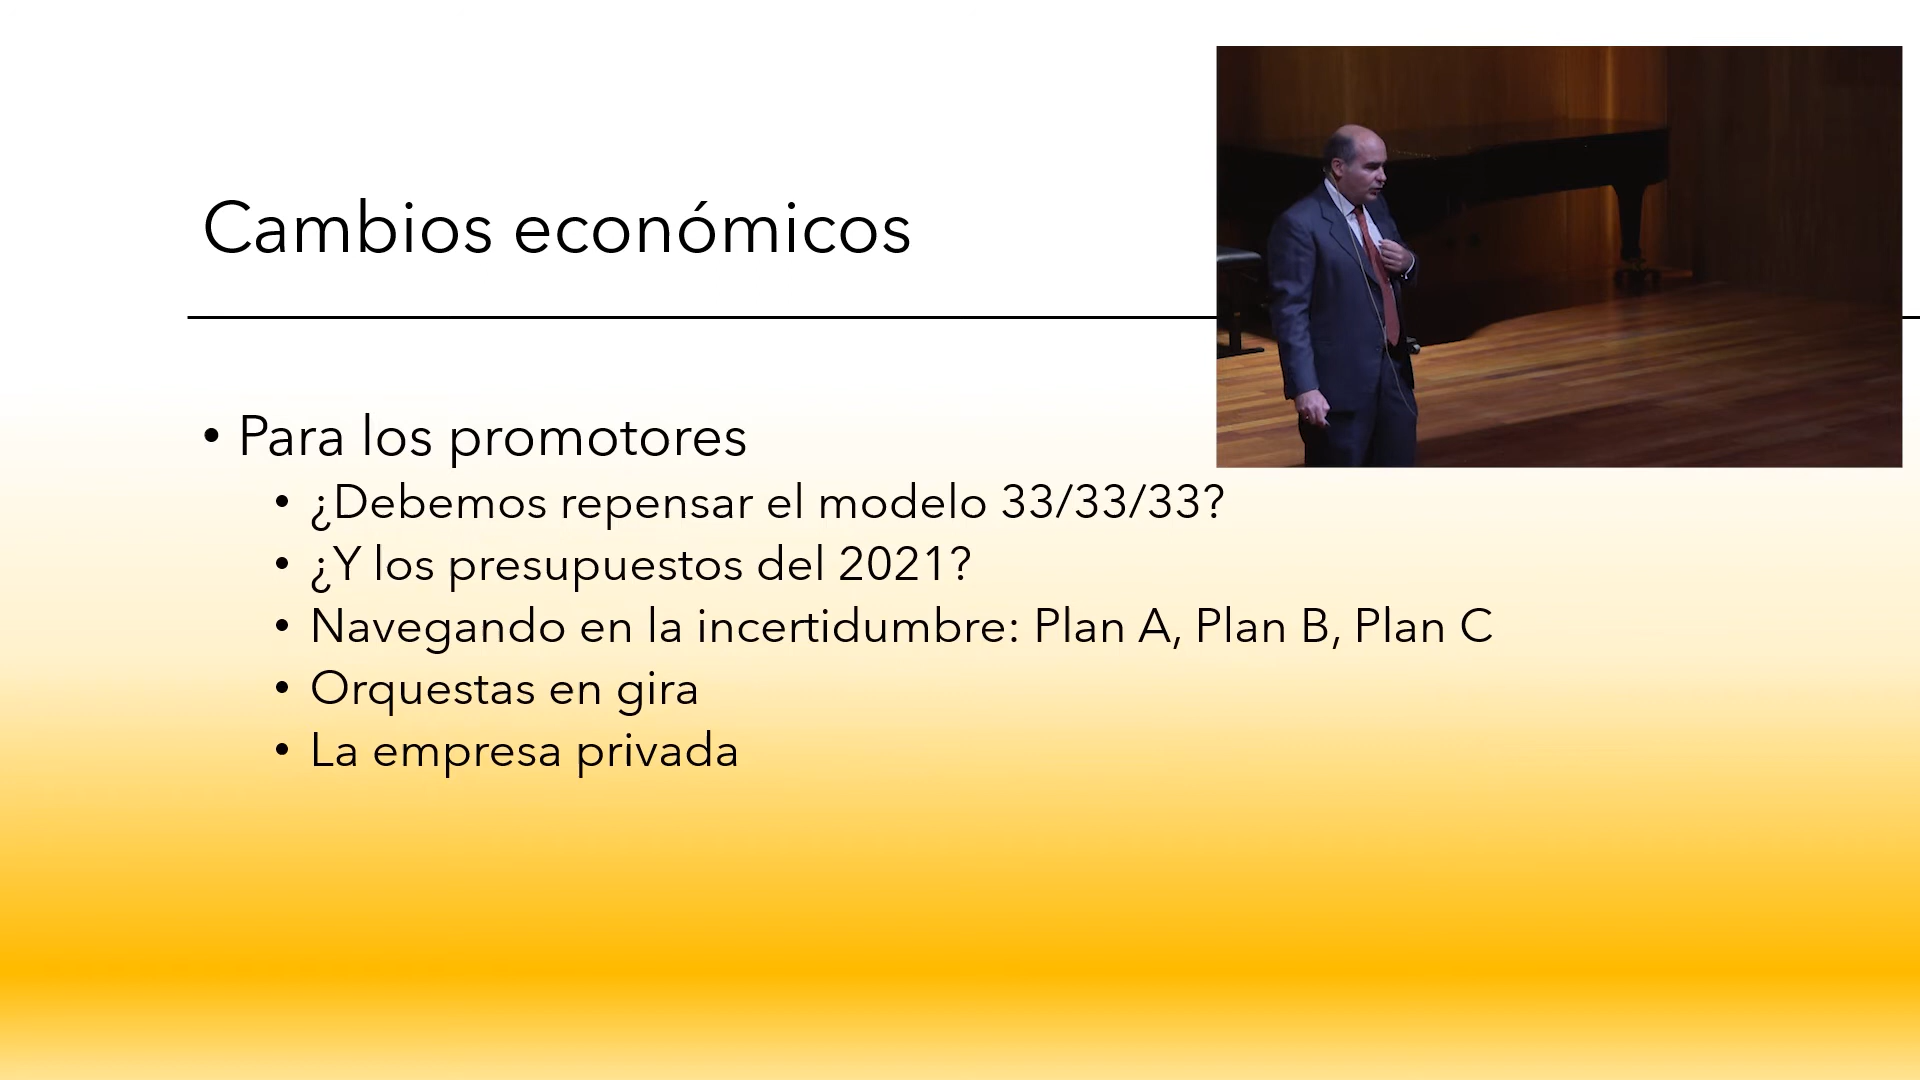 Cambios económicos
• Para los promotores
• ¿Debemos repensar el modelo 33/33/33?
• ¿Y los presupuestos del 2021?
• Navegando en la incertidumbre: Plan A, Plan B, Plan C
• Orquestas en gira
• La empresa privada